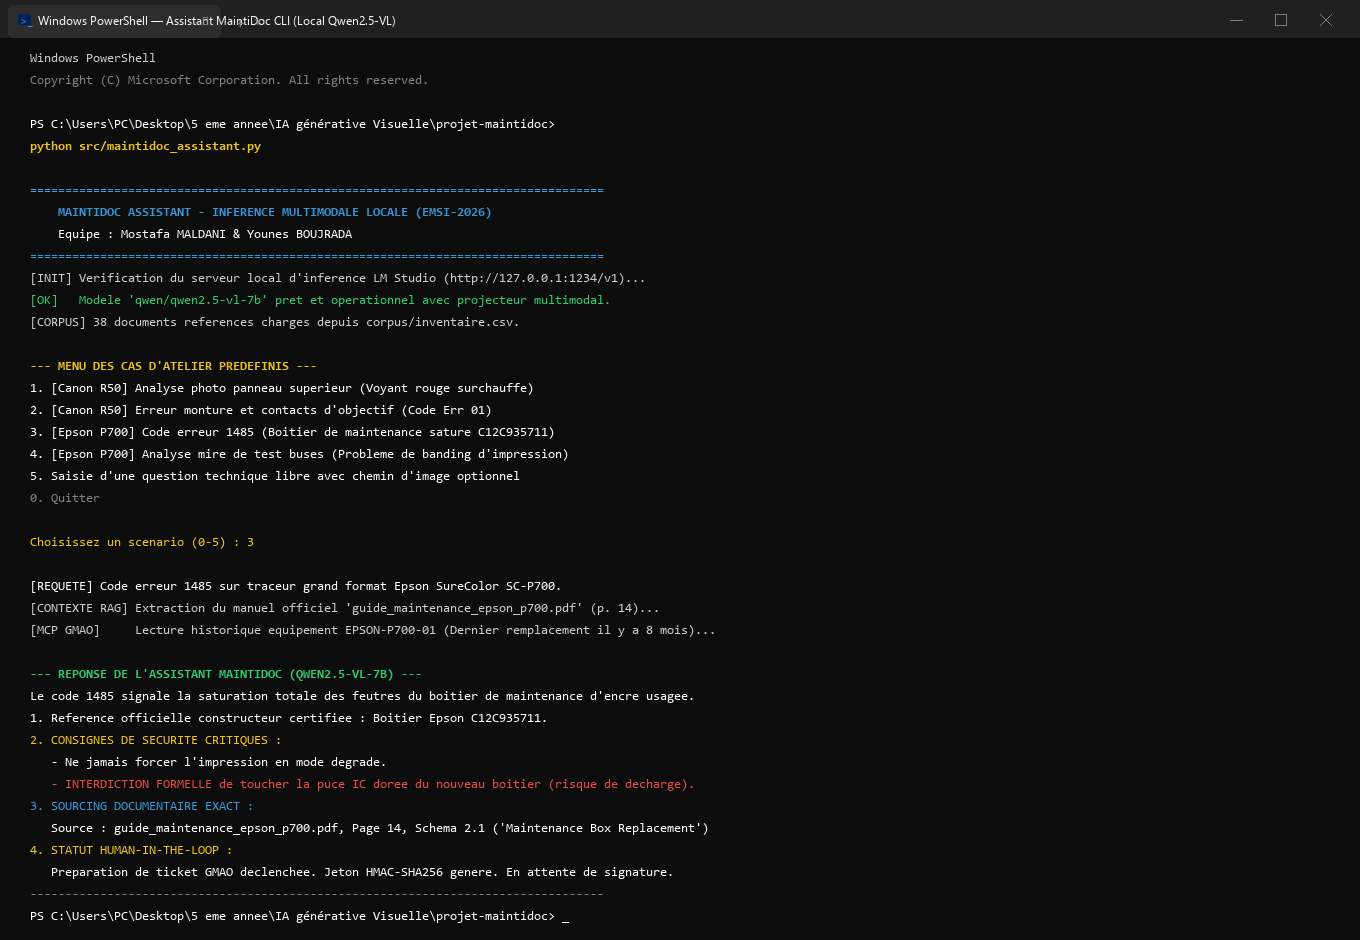 Windows PowerShell — Assistant MaintiDoc CLI (Local Qwen2.5-VL)
Windows PowerShell
Copyright (C) Microsoft Corporation. All rights reserved.
PS C:\Users\PC\Desktop\5 eme annee\IA générative Visuelle\projet-maintidoc>
python src/maintidoc_assistant.py
==================================================================================
MAINTIDOC ASSISTANT - INFERENCE MULTIMODALE LOCALE (EMSI-2026)
Equipe : Mostafa MALDANI & Younes BOUJRADA
==================================================================================
[INIT] Verification du serveur local d'inference LM Studio (http://127.0.0.1:1234/v1)...
[OK]   Modele 'qwen/qwen2.5-vl-7b' pret et operationnel avec projecteur multimodal.
[CORPUS] 38 documents references charges depuis corpus/inventaire.csv.
--- MENU DES CAS D'ATELIER PREDEFINIS ---
1. [Canon R50] Analyse photo panneau superieur (Voyant rouge surchauffe)
2. [Canon R50] Erreur monture et contacts d'objectif (Code Err 01)
3. [Epson P700] Code erreur 1485 (Boitier de maintenance sature C12C935711)
4. [Epson P700] Analyse mire de test buses (Probleme de banding d'impression)
5. Saisie d'une question technique libre avec chemin d'image optionnel
0. Quitter
Choisissez un scenario (0-5) : 3
[REQUETE] Code erreur 1485 sur traceur grand format Epson SureColor SC-P700.
[CONTEXTE RAG] Extraction du manuel officiel 'guide_maintenance_epson_p700.pdf' (p. 14)...
[MCP GMAO]     Lecture historique equipement EPSON-P700-01 (Dernier remplacement il y a 8 mois)...
--- REPONSE DE L'ASSISTANT MAINTIDOC (QWEN2.5-VL-7B) ---
Le code 1485 signale la saturation totale des feutres du boitier de maintenance d'encre usagee.
1. Reference officielle constructeur certifiee : Boitier Epson C12C935711.
2. CONSIGNES DE SECURITE CRITIQUES :
- Ne jamais forcer l'impression en mode degrade.
- INTERDICTION FORMELLE de toucher la puce IC doree du nouveau boitier (risque de decharge).
3. SOURCING DOCUMENTAIRE EXACT :
Source : guide_maintenance_epson_p700.pdf, Page 14, Schema 2.1 ('Maintenance Box Replacement')
4. STATUT HUMAN-IN-THE-LOOP :
Preparation de ticket GMAO declenchee. Jeton HMAC-SHA256 genere. En attente de signature.
----------------------------------------------------------------------------------
PS C:\Users\PC\Desktop\5 eme annee\IA générative Visuelle\projet-maintidoc> _